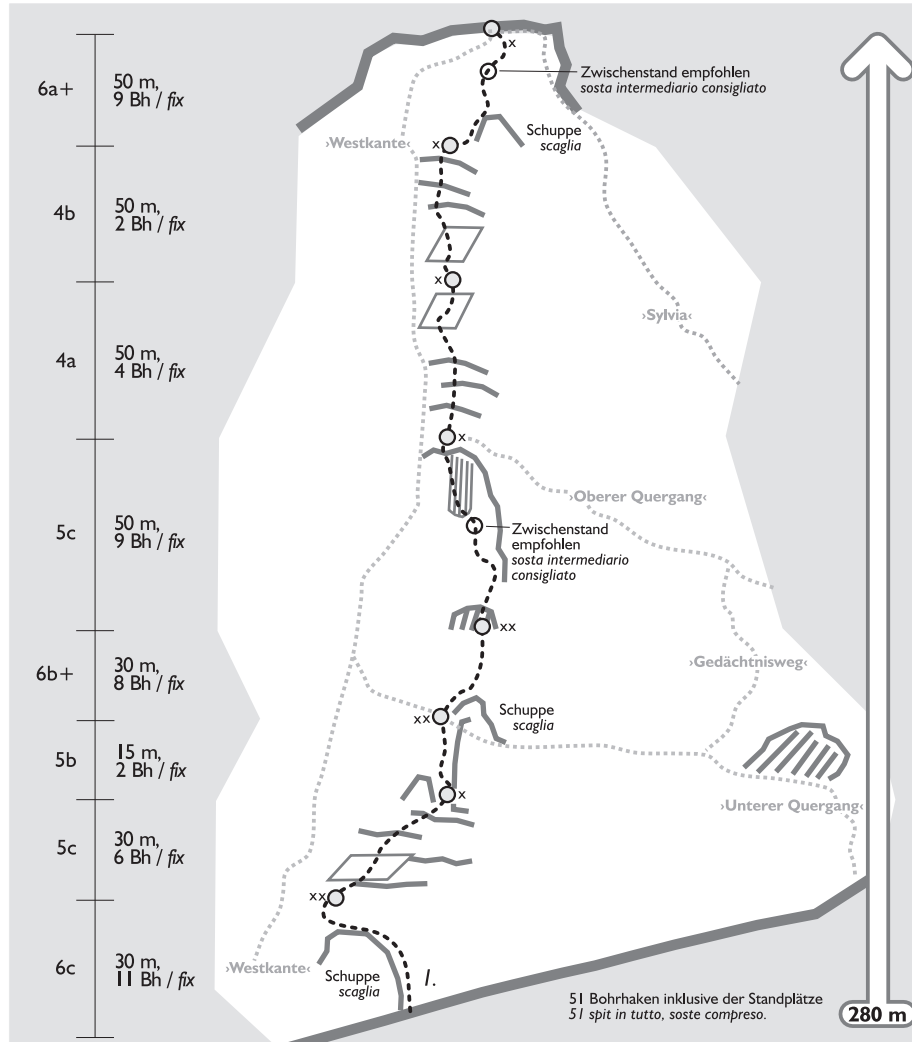 6a+
50 m,
9 Bh / fix
x
Zwischenstand empfohlen
sosta intermediario consigliato
Schuppe
scaglia
›Westkante‹
x
4b
50 m,
2 Bh / fix
x
›Sylvia‹
4a
50 m,
4 Bh / fix
x
›Oberer Quergang‹
5c
50 m,
9 Bh / fix
Zwischenstand
empfohlen
sosta intermediario
consigliato
xx
6b+
30 m,
8 Bh / fix
›Gedächtnisweg‹
xx
Schuppe
scaglia
5b
15 m,
2 Bh / fix
x
›Unterer Quergang‹
5c
30 m,
6 Bh / fix
xx
6c
30 m,
11 Bh / fix
›Westkante‹
Schuppe
scaglia
1.
51 Bohrhaken inklusive der Standplätze
51 spit in tutto, soste compreso.
280 m